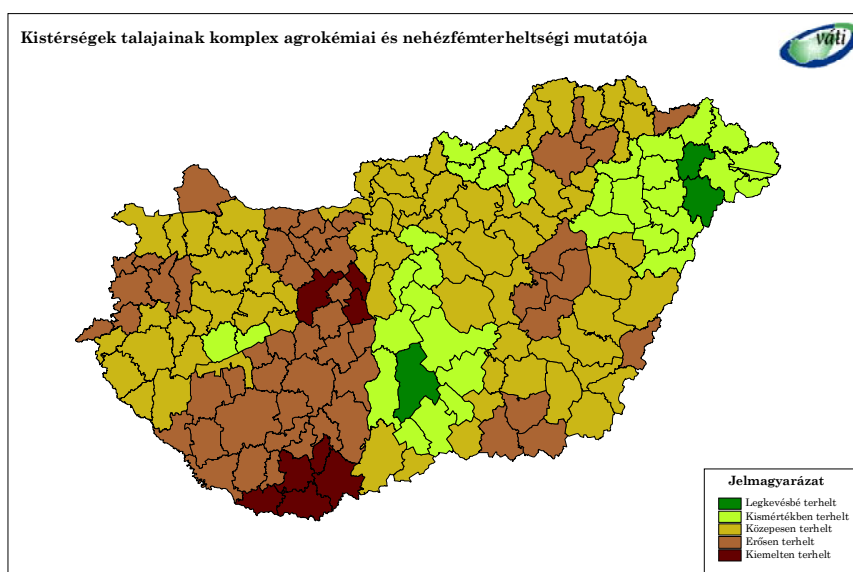 Kistérségek talajainak komplex agrokémiai és nehézfémterheltségi mutatója
váti
Jelmagyarázat
Legkevésbé terhelt
Kismértékben terhelt
Közepesen terhelt
Erősen terhelt
Kiemelten terhelt